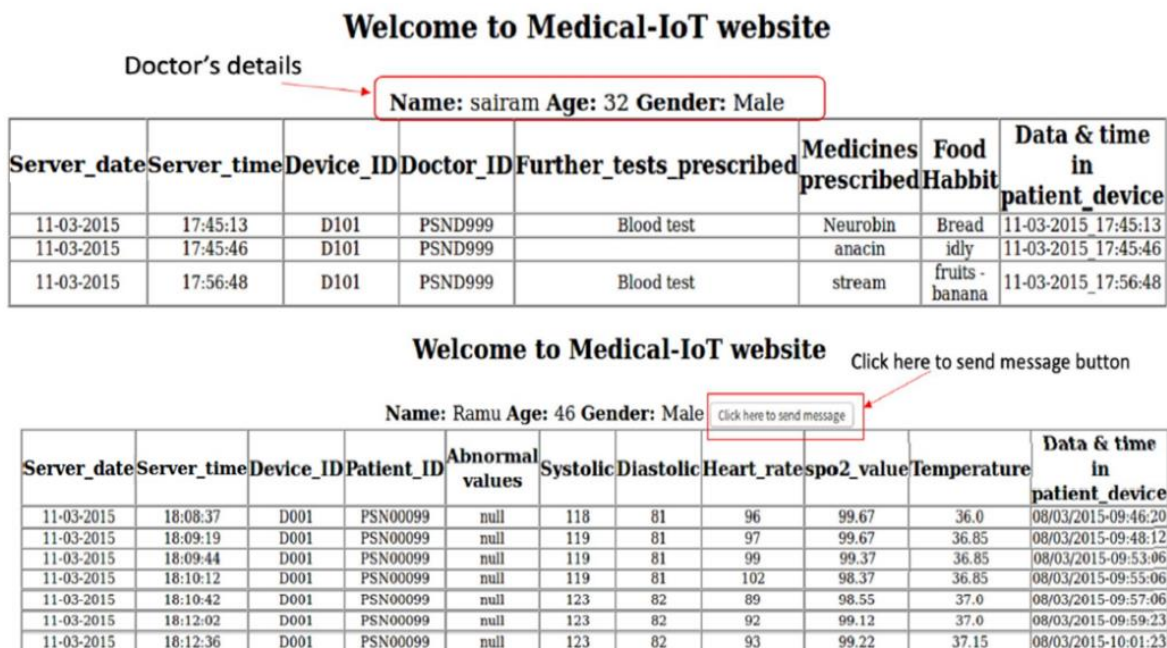 Welcome to Medical-IoT website
Doctor's details
Name: sairam Age: 32 Gender: Male
Server_date Server_time Device_ID Doctor_ID Further_tests_prescribed Medicines prescribed Food Habbit Data & time in patient_device
11-03-2015 17:45:13 D101 PSND999 Blood test Neurobin Bread 11-03-2015_17:45:13
11-03-2015 17:45:46 D101 PSND999 anacin idly 11-03-2015_17:45:46
11-03-2015 17:56:48 D101 PSND999 Blood test stream fruits - banana 11-03-2015_17:56:48
Welcome to Medical-IoT website
Click here to send message button
Name: Ramu Age: 46 Gender: Male Click here to send message
Server_date Server_time Device_ID Patient_ID Abnormal values Systolic Diastolic Heart_rate spo2_value Temperature Data & time in patient_device
11-03-2015 18:08:37 D001 PSN00099 null 118 81 96 99.67 36.0 08/03/2015-09:46:20
11-03-2015 18:09:19 D001 PSN00099 null 119 81 97 99.67 36.85 08/03/2015-09:48:12
11-03-2015 18:09:44 D001 PSN00099 null 119 81 99 99.37 36.85 08/03/2015-09:53:06
11-03-2015 18:10:12 D001 PSN00099 null 119 81 102 98.37 36.85 08/03/2015-09:55:06
11-03-2015 18:10:42 D001 PSN00099 null 123 82 89 98.55 37.0 08/03/2015-09:57:06
11-03-2015 18:12:02 D001 PSN00099 null 123 82 92 99.12 37.0 08/03/2015-09:59:23
11-03-2015 18:12:36 D001 PSN00099 null 123 82 93 99.22 37.15 08/03/2015-10:01:23